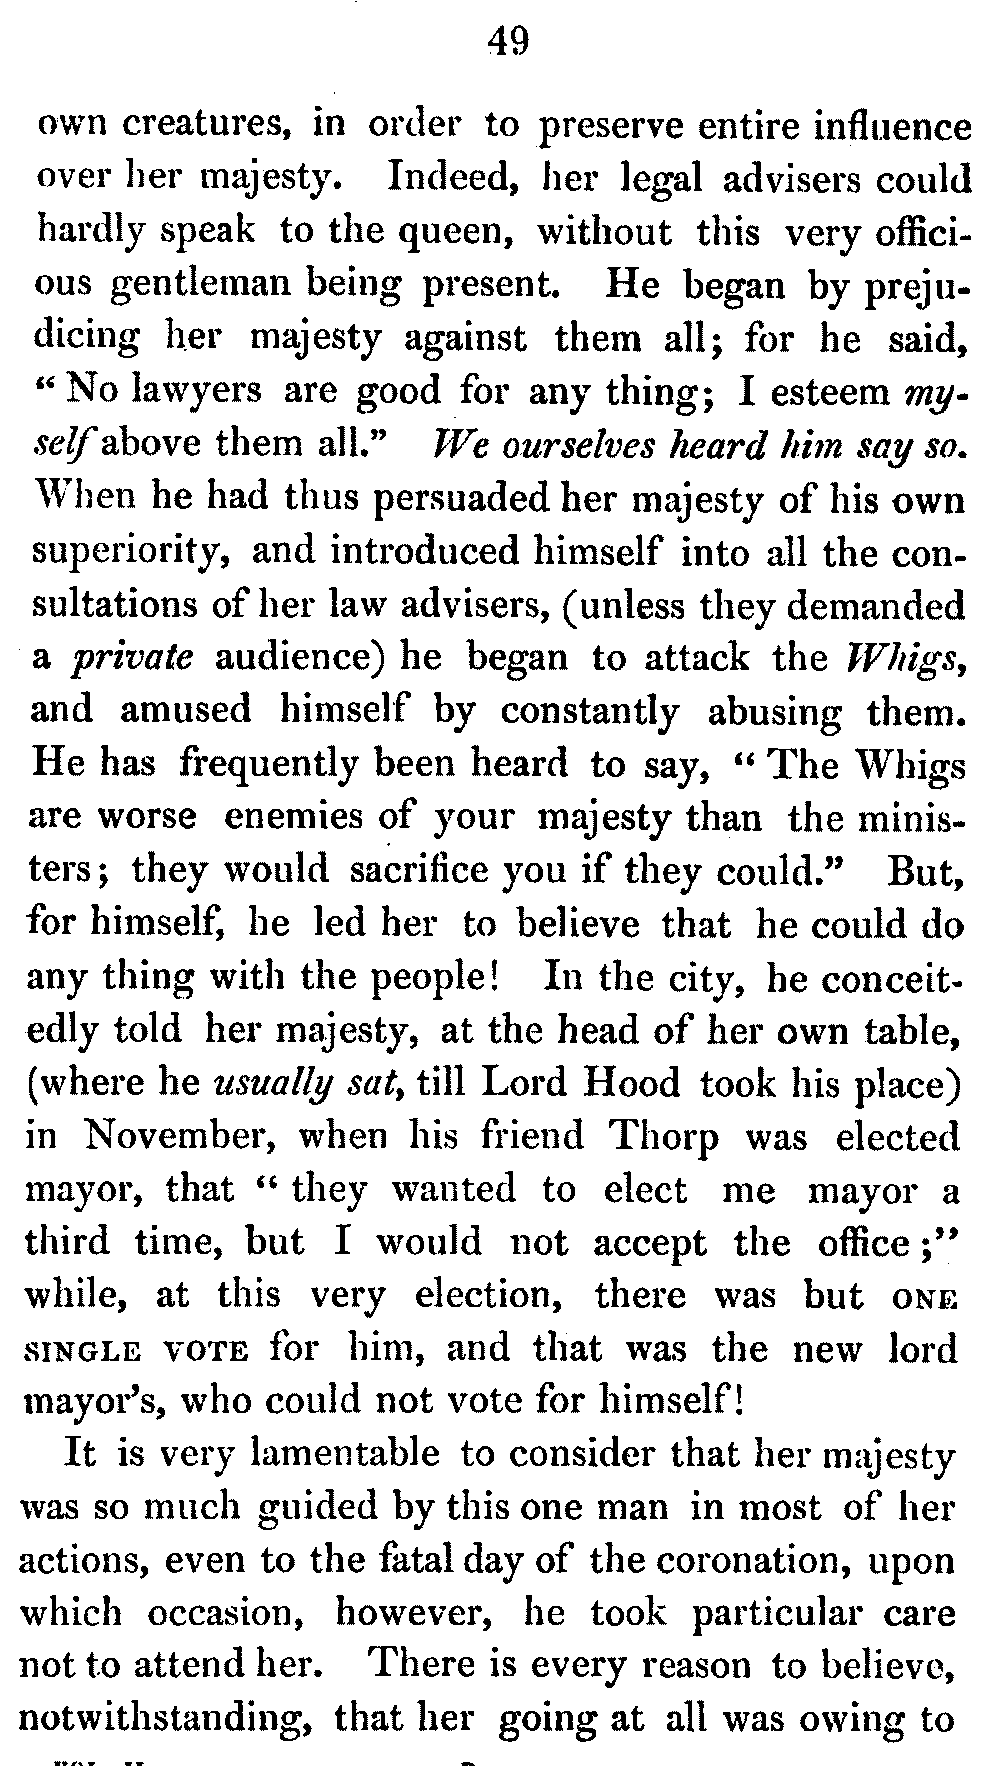 49
own creatures, in order to preserve entire influence
over her majesty. Indeed, her legal advisers could
hardly speak to the queen, without this very offici-
ous gentleman being present. He began by preju-
dicing her majesty against them all; for he said,
“ No lawyers are good for any thing; I esteem my-
self above them all.” We ourselves heard him say so.
When he had thus persuaded her majesty of his own
superiority, and introduced himself into all the con-
sultations of her law advisers, (unless they demanded
a private audience) he began to attack the Whigs,
and amused himself by constantly abusing them.
He has frequently been heard to say, “ The Whigs
are worse enemies of your majesty than the minis-
ters; they would sacrifice you if they could.” But,
for himself, he led her to believe that he could do
any thing with the people! In the city, he conceit-
edly told her majesty, at the head of her own table,
(where he usually sat, till Lord Hood took his place)
in November, when his friend Thorp was elected
mayor, that “ they wanted to elect me mayor a
third time, but I would not accept the office ;”
while, at this very election, there was but ONE
SINGLE VOTE for him, and that was the new lord
mayor’s, who could not vote for himself!
It is very lamentable to consider that her majesty
was so much guided by this one man in most of her
actions, even to the fatal day of the coronation, upon
which occasion, however, he took particular care
not to attend her. There is every reason to believe,
notwithstanding, that her going at all was owing to